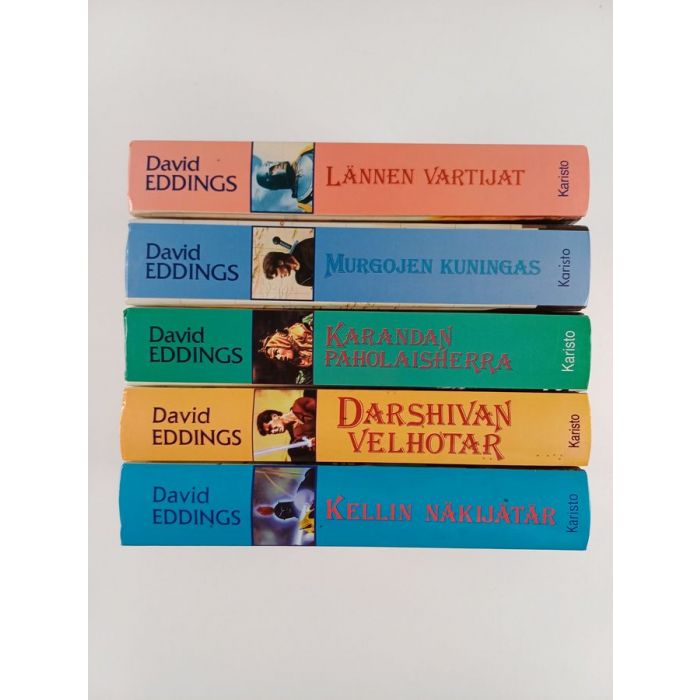 David
EDDINGS
LÄNNEN VARTIJAT
Karisto
David
EDDINGS
MURGOJEN KUNINGAS
Karisto
David
EDDINGS
KARANDAN
PAHOLAISHERRA
Karisto
David
EDDINGS
DARSHIVAN
VELHOTAR
Karisto
David
EDDINGS
KELLIN NÄKIJÄTÄR
Karisto